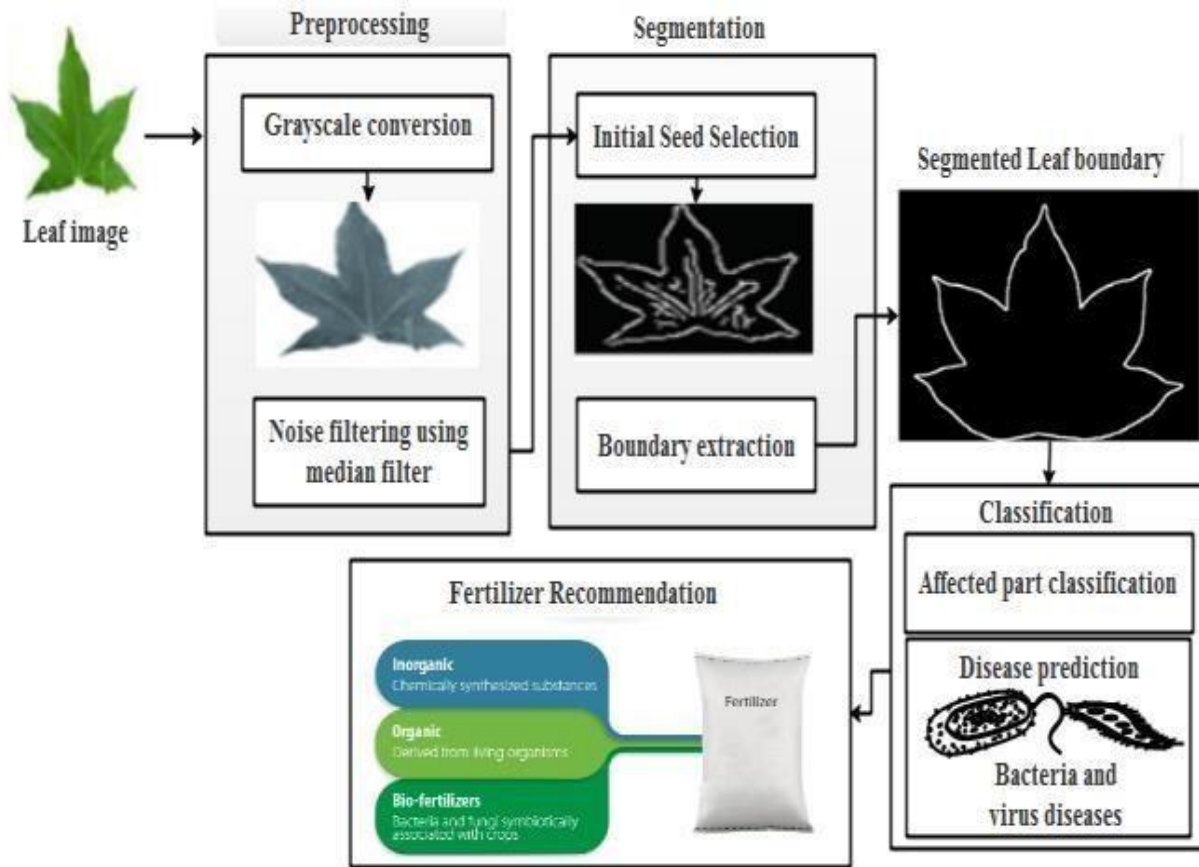 Preprocessing
Segmentation
Grayscale conversion
Initial Seed Selection
Segmented Leaf boundary
Leaf image
Noise filtering using
median filter
Boundary extraction
Classification
Affected part classification
Disease prediction
Bacteria and
virus diseases
Fertilizer Recommendation
Inorganic
Chemically synthesized substances
Organic
Derived from living organisms
Bio-fertilizers
Bacteria and fungi symbiotically
associated with crops
Fertilizer